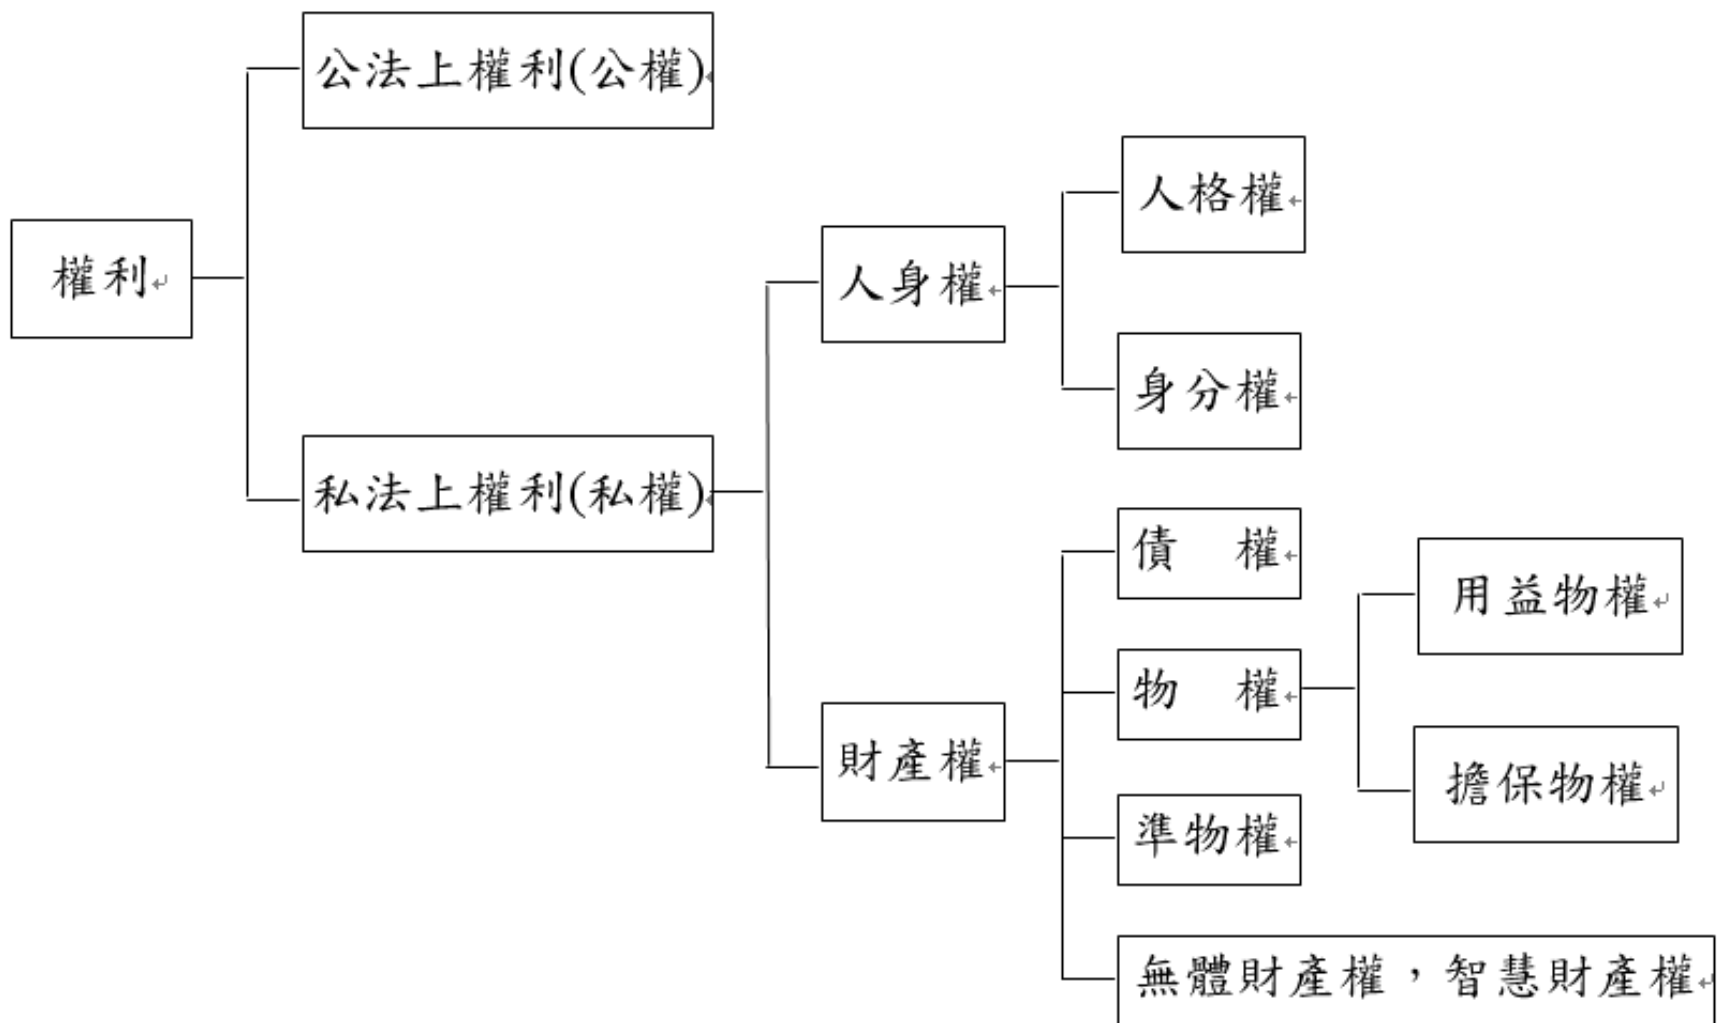 權利
公法上權利(公權)
私法上權利(私權)
人身權
人格權
身分權
財產權
債　權
物　權
用益物權
擔保物權
準物權
無體財產權，智慧財產權